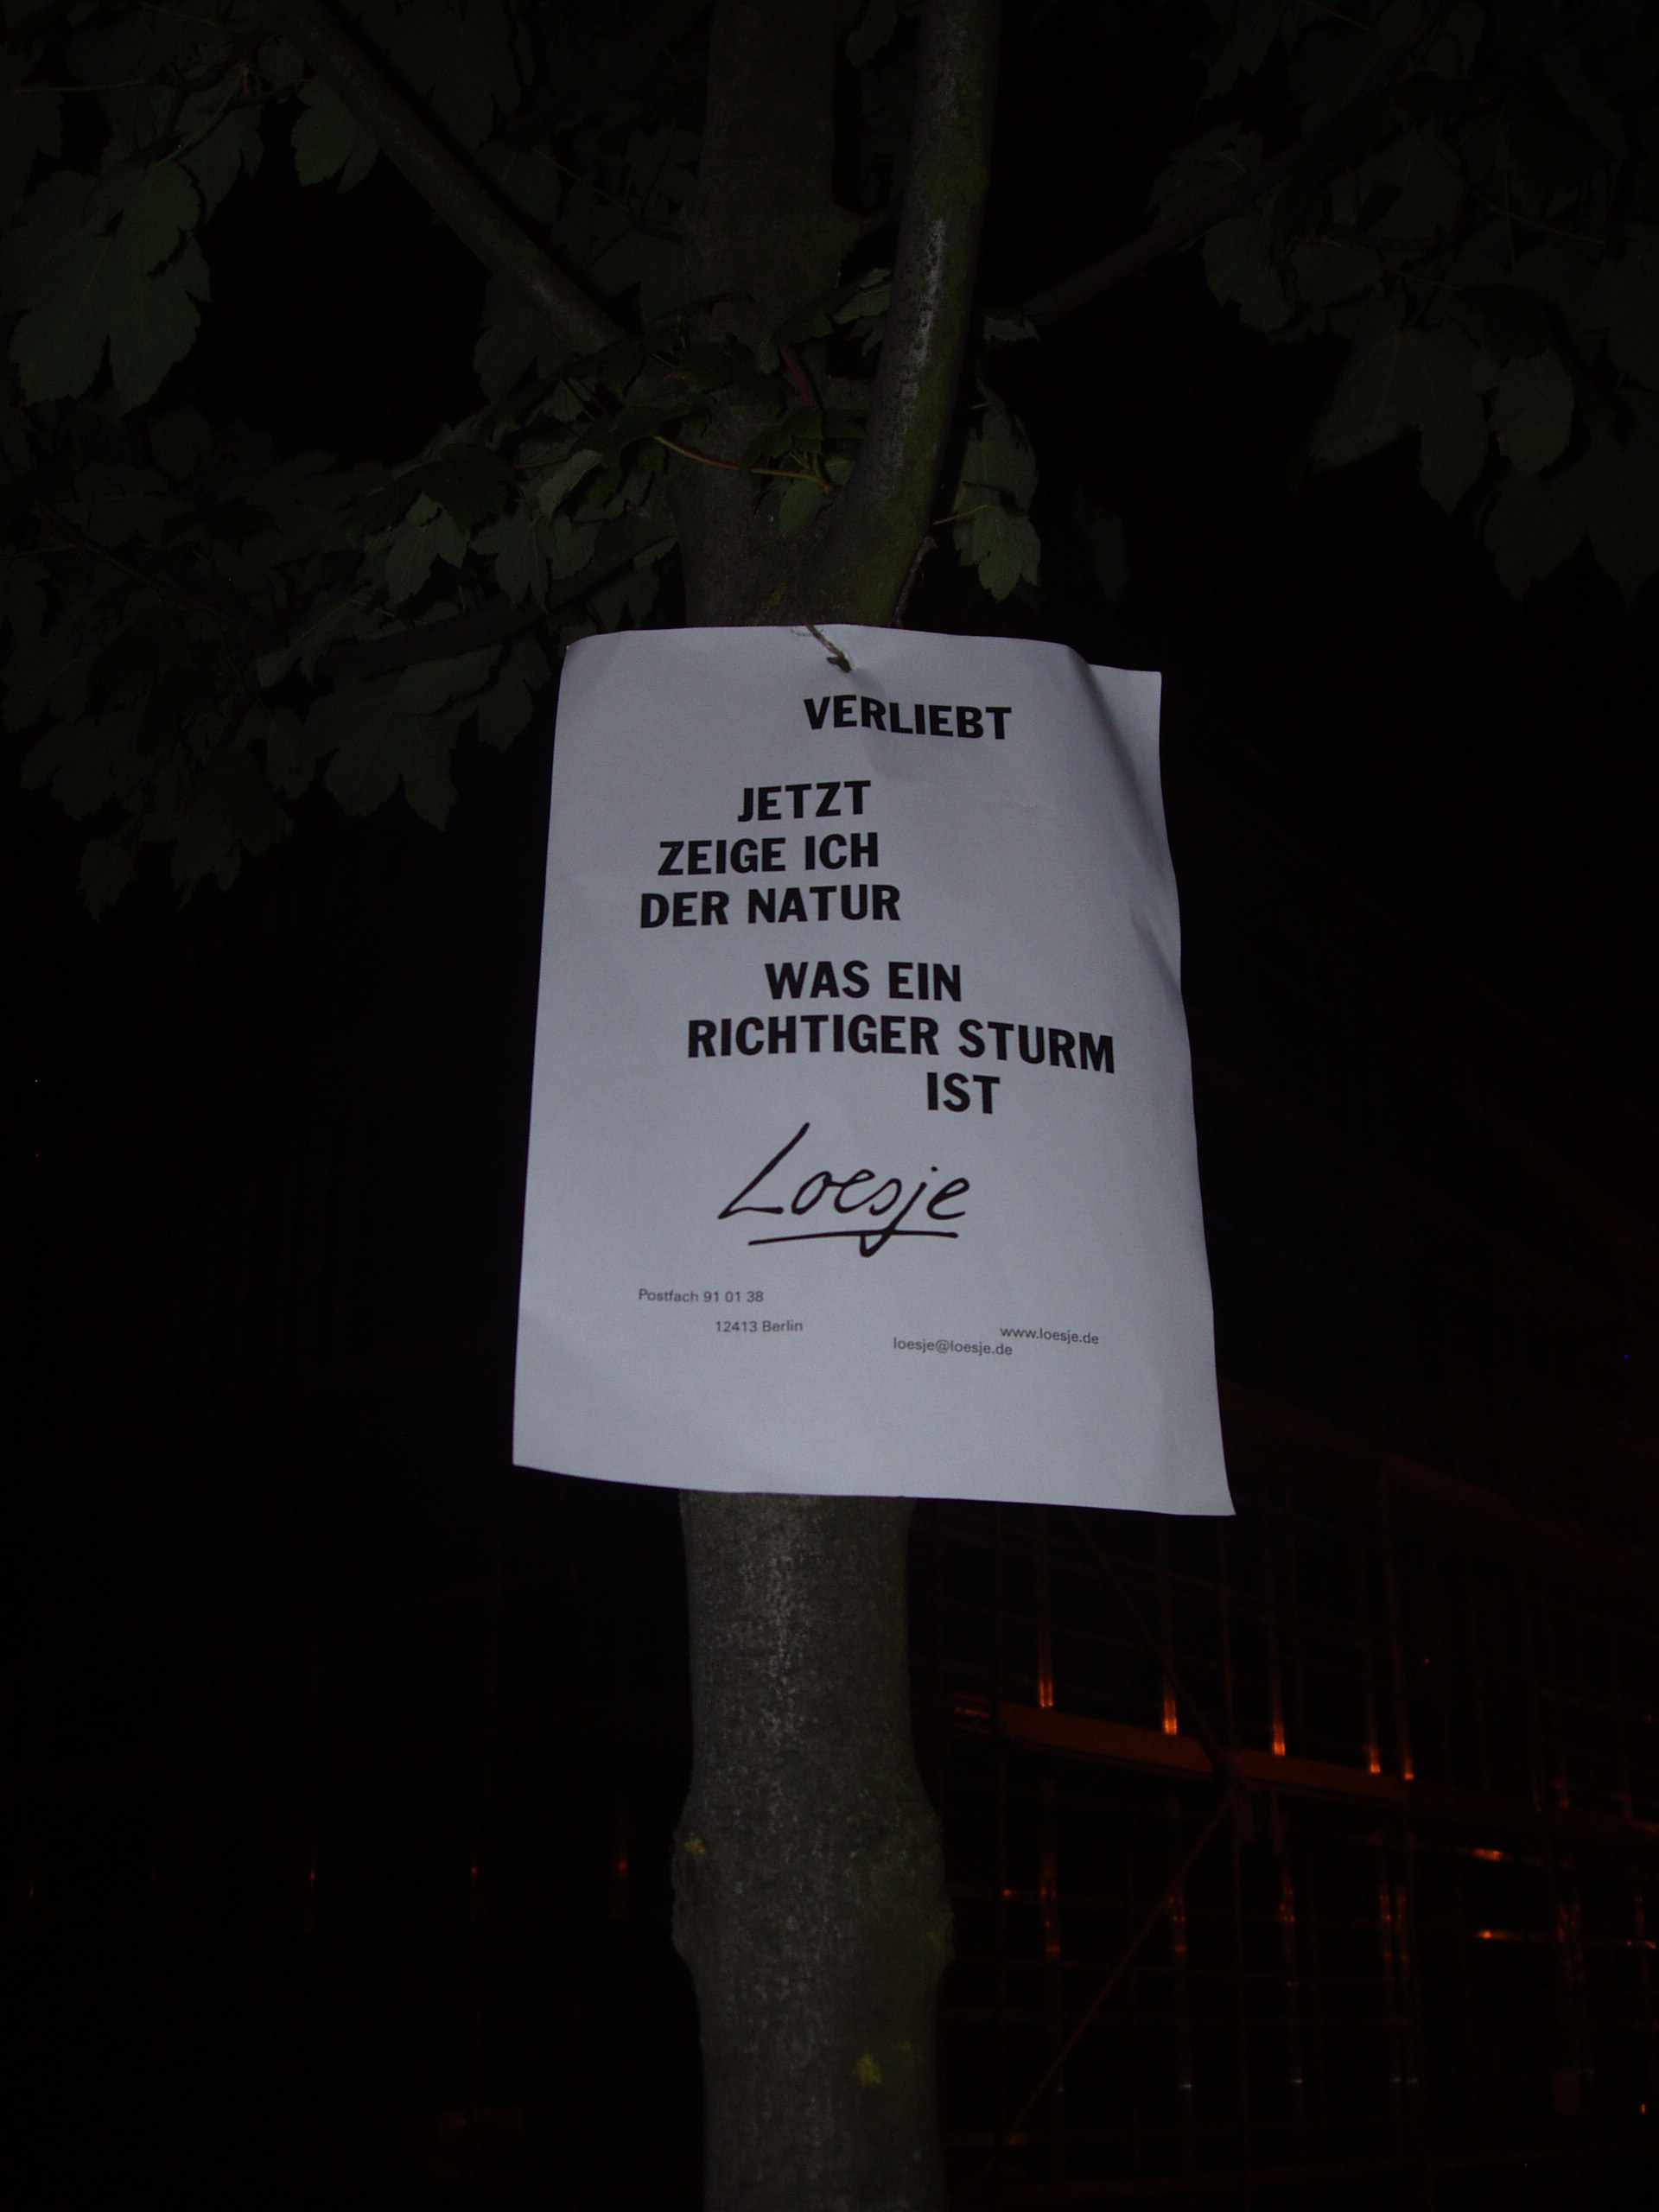 VERLIEBT
JETZT
ZEIGE ICH
DER NATUR
WAS EIN
RICHTIGER STURM
IST
Loesje
Postfach 91 01 38
12413 Berlin
www.loesje.de
loesje@loesje.de